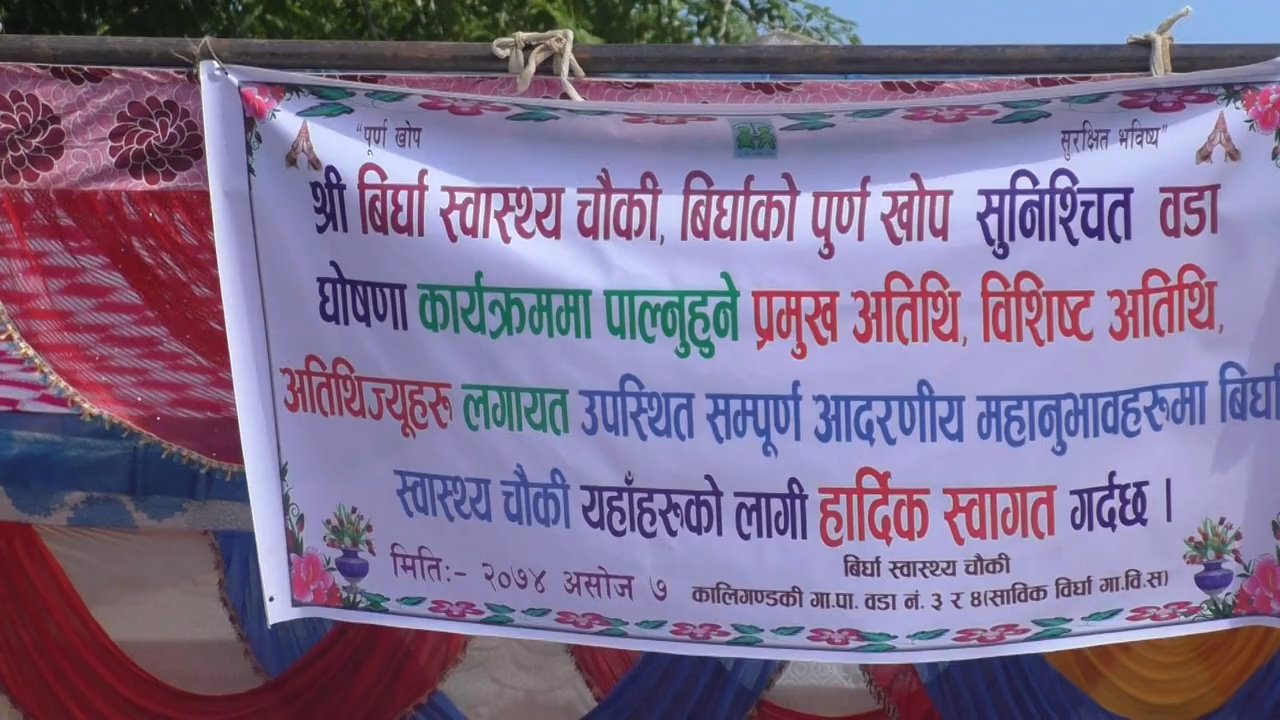 “पूर्ण खोप सुरक्षित भविष्य”
श्री बिर्घा स्वास्थ्य चौकी, बिर्घाको पुर्ण खोप सुनिश्चित वडा
घोषणा कार्यक्रममा पाल्नुहुने प्रमुख अतिथि, विशिष्ट अतिथि,
अतिथिज्यूहरु लगायत उपस्थित सम्पूर्ण आदरणीय महानुभावहरुमा बिर्घा
स्वास्थ्य चौकी यहाँहरुको लागी हार्दिक स्वागत गर्दछ ।
मितिः- २०७४ असोज ७
बिर्घा स्वास्थ्य चौकी
कालिगण्डकी गा.पा. वडा नं. ३ र ४(साविक विर्घा गा.वि.स)